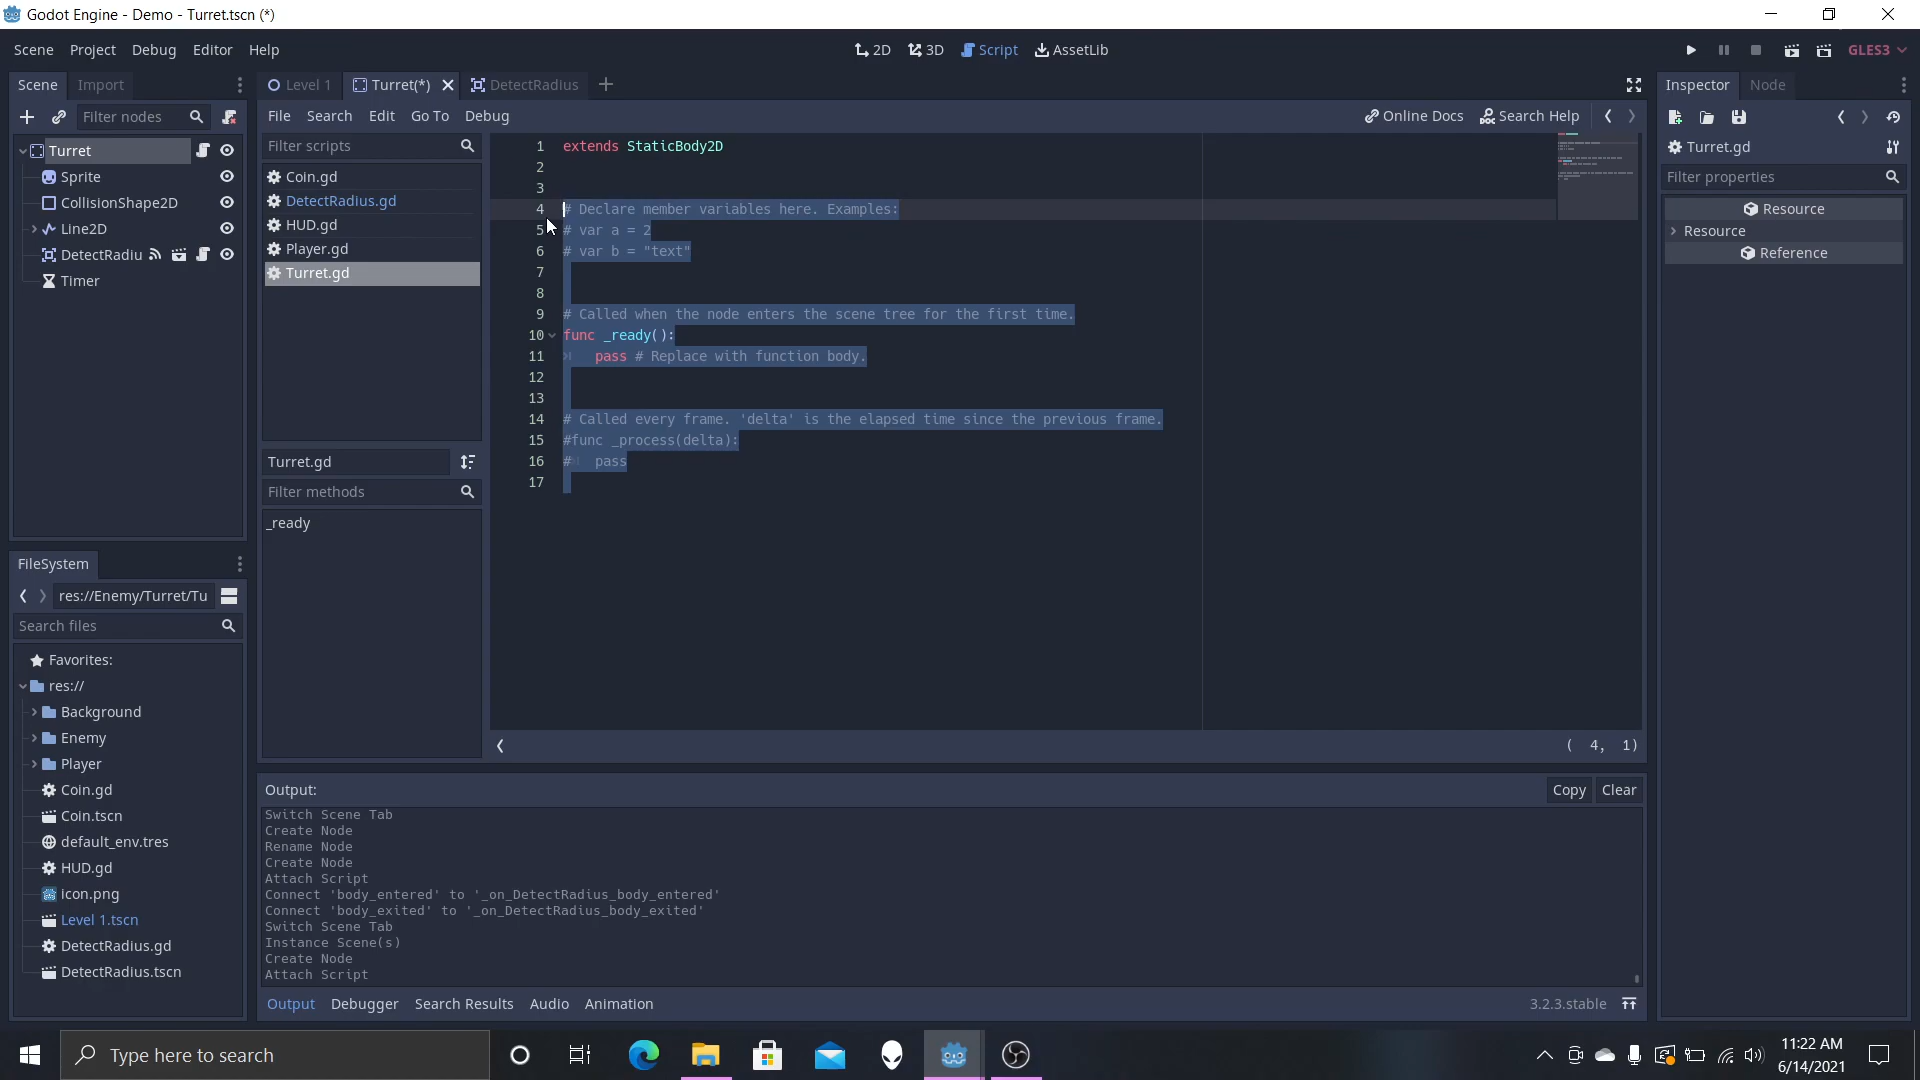 Godot Engine - Demo - Turret.tscn (*)
Scene Project Debug Editor Help
2D 3D Script AssetLib
GLES3
Scene Import
Level 1 Turret(*) DetectRadius
Inspector Node
Filter nodes
File Search Edit Go To Debug
Online Docs Search Help
Turret
Sprite
CollisionShape2D
Line2D
DetectRadiu
Timer
Filter scripts
Coin.gd
DetectRadius.gd
HUD.gd
Player.gd
Turret.gd
Turret.gd
Filter methods
_ready
1 extends StaticBody2D
2
3
4 # Declare member variables here. Examples:
5 # var a = 2
6 # var b = "text"
7
8
9 # Called when the node enters the scene tree for the first time.
10 func _ready():
11 pass # Replace with function body.
12
13
14 # Called every frame. 'delta' is the elapsed time since the previous frame.
15 #func _process(delta):
16 # pass
17
( 4, 1)
Turret.gd
Filter properties
Resource
Resource
Reference
FileSystem
res://Enemy/Turret/Tu
Search files
Favorites:
res://
Background
Enemy
Player
Coin.gd
Coin.tscn
default_env.tres
HUD.gd
icon.png
Level 1.tscn
DetectRadius.gd
DetectRadius.tscn
Output:
Copy Clear
Switch Scene Tab
Create Node
Rename Node
Create Node
Attach Script
Connect 'body_entered' to '_on_DetectRadius_body_entered'
Connect 'body_exited' to '_on_DetectRadius_body_exited'
Switch Scene Tab
Instance Scene(s)
Create Node
Attach Script
Output Debugger Search Results Audio Animation
3.2.3.stable
Type here to search
11:22 AM
6/14/2021